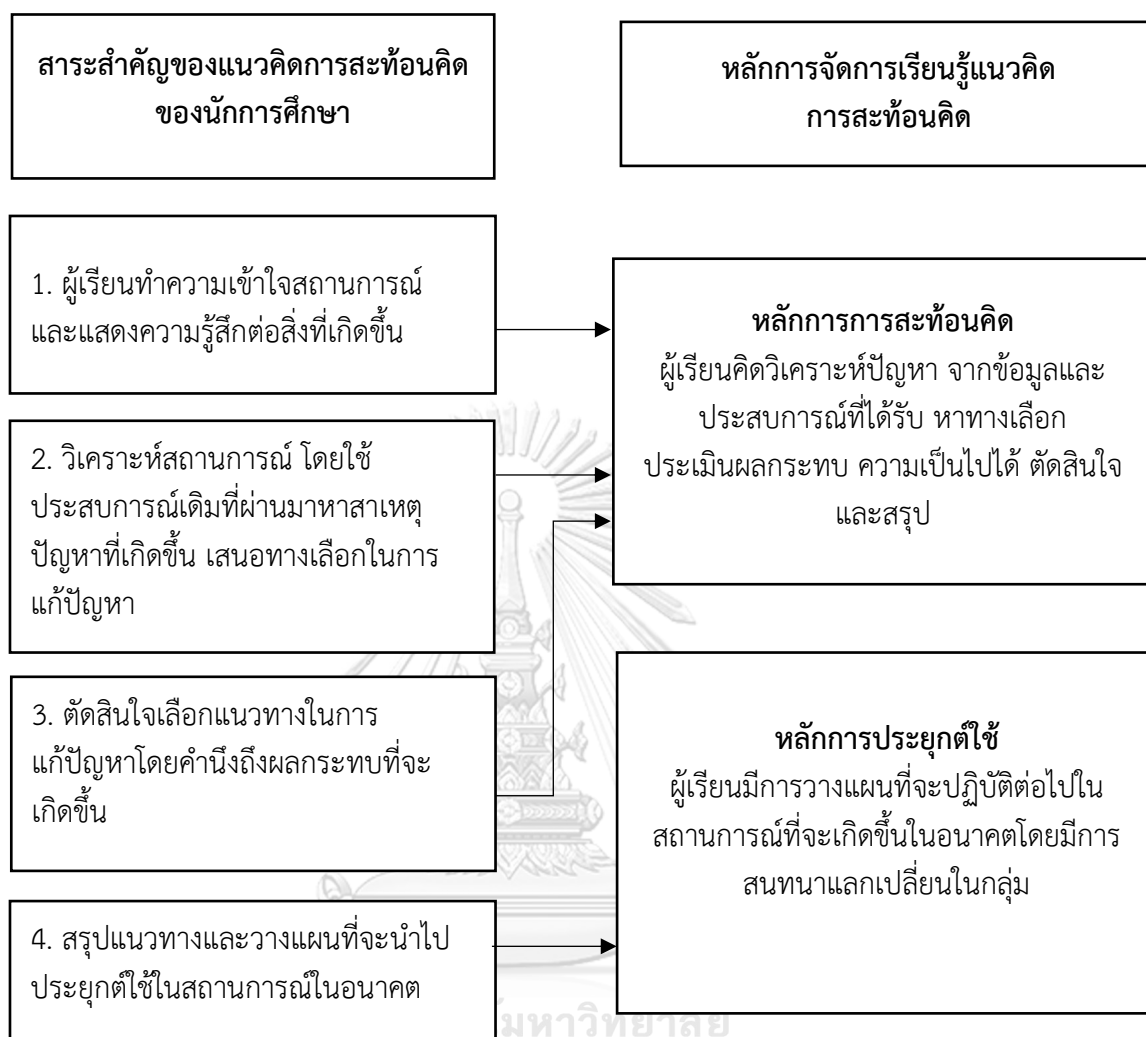 สาระสำคัญของแนวคิดการสะท้อนคิด
ของนักการศึกษา
หลักการจัดการเรียนรู้แนวคิด
การสะท้อนคิด
1. ผู้เรียนทำความเข้าใจสถานการณ์
และแสดงความรู้สึกต่อสิ่งที่เกิดขึ้น
2. วิเคราะห์สถานการณ์ โดยใช้
ประสบการณ์เดิมที่ผ่านมาหาสาเหตุ
ปัญหาที่เกิดขึ้น เสนอทางเลือกในการ
แก้ปัญหา
3. ตัดสินใจเลือกแนวทางในการ
แก้ปัญหาโดยคำนึงถึงผลกระทบที่จะ
เกิดขึ้น
4. สรุปแนวทางและวางแผนที่จะนำไป
ประยุกต์ใช้ในสถานการณ์ในอนาคต
หลักการการสะท้อนคิด
ผู้เรียนคิดวิเคราะห์ปัญหา จากข้อมูลและ
ประสบการณ์ที่ได้รับ หาทางเลือก
ประเมินผลกระทบ ความเป็นไปได้ ตัดสินใจ
และสรุป
หลักการประยุกต์ใช้
ผู้เรียนมีการวางแผนที่จะปฏิบัติต่อไปใน
สถานการณ์ที่จะเกิดขึ้นในอนาคตโดยมีการ
สนทนาแลกเปลี่ยนในกลุ่ม
มหาวิทยาลัย